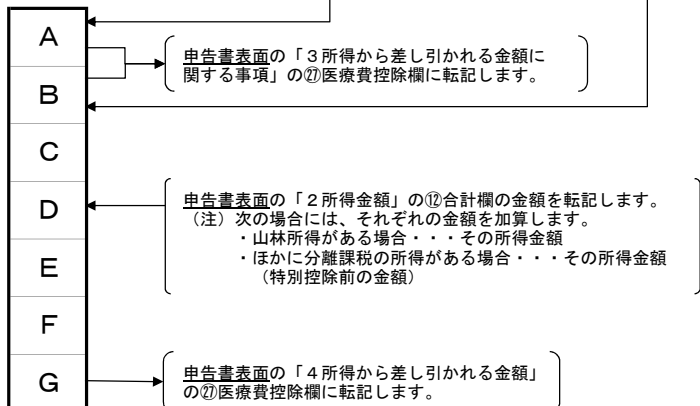 A
申告書表面の「３所得から差し引かれる金額に
関する事項」の㉗医療費控除欄に転記します。
B
C
D
申告書表面の「２所得金額」の⑫合計欄の金額を転記します。
（注）次の場合には、それぞれの金額を加算します。
・山林所得がある場合・・・その所得金額
・ほかに分離課税の所得がある場合・・・その所得金額
（特別控除前の金額）
E
F
G
申告書表面の「４所得から差し引かれる金額」
の㉗医療費控除欄に転記します。